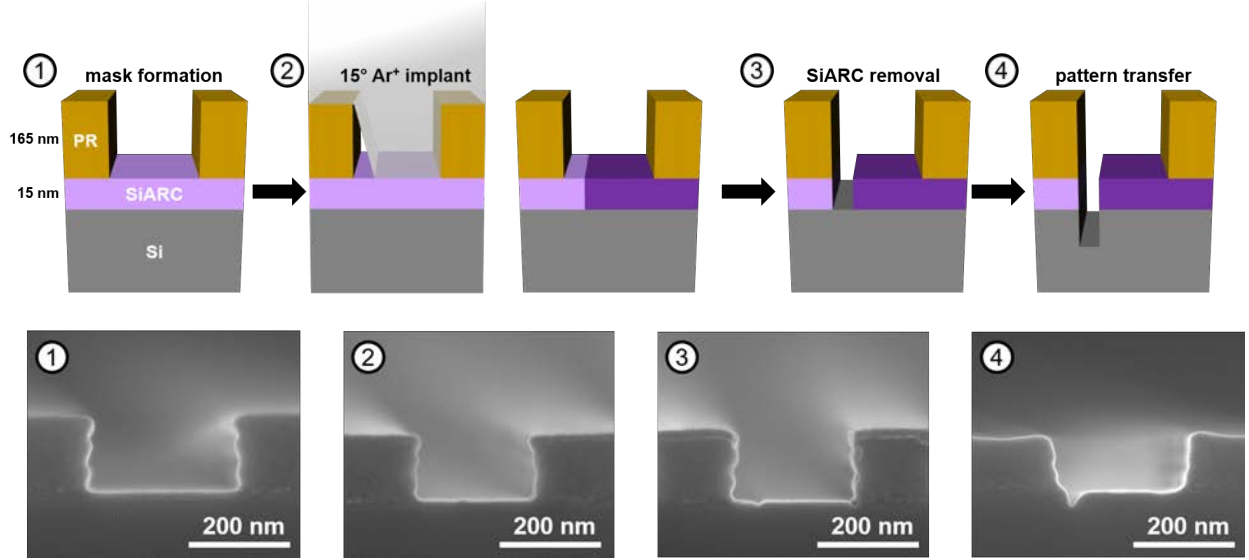 ① mask formation
② 15° Ar⁺ implant
③ SiARC removal
④ pattern transfer
165 nm
PR
15 nm
SiARC
Si
①
200 nm
②
200 nm
③
200 nm
④
200 nm